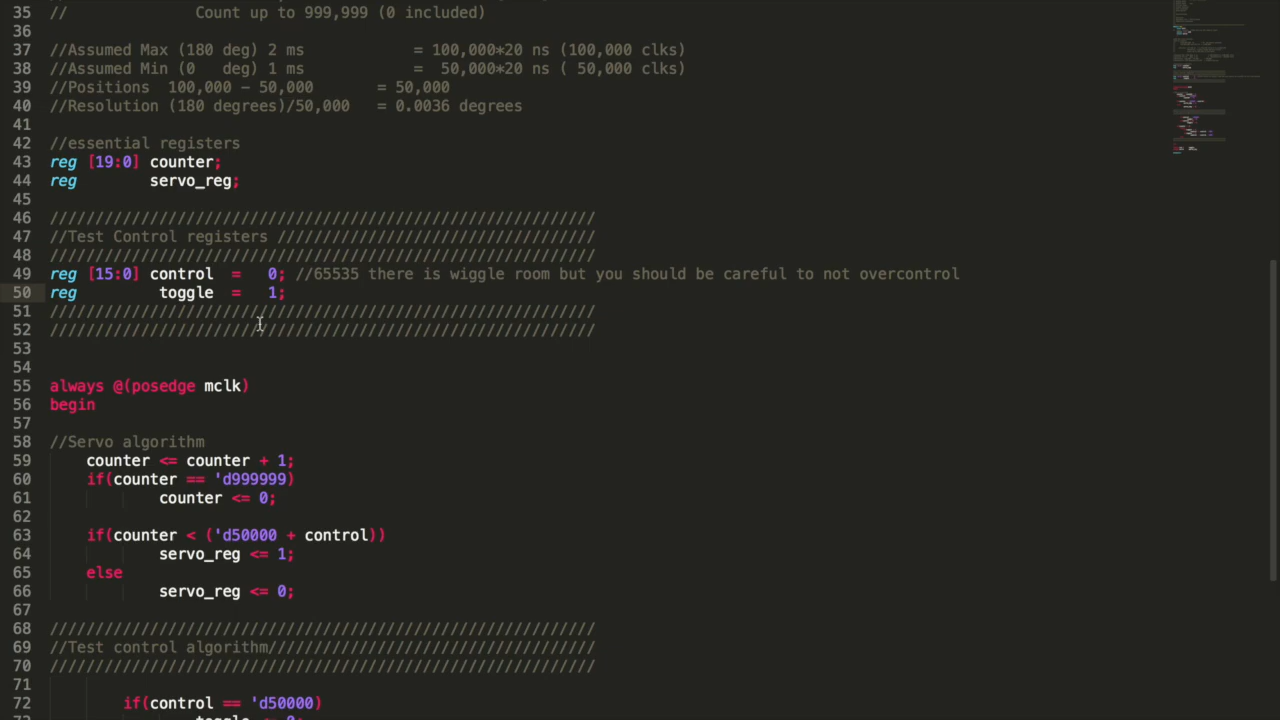 35 // Count up to 999,999 (0 included)
36
37 //Assumed Max (180 deg) 2 ms = 100,000*20 ns (100,000 clks)
38 //Assumed Min (0 deg) 1 ms = 50,000*20 ns ( 50,000 clks)
39 //Positions 100,000 - 50,000 = 50,000
40 //Resolution (180 degrees)/50,000 = 0.0036 degrees
41
42 //essential registers
43 reg [19:0] counter;
44 reg servo_reg;
45
46 ////////////////////////////////////////////////////////////
47 //Test Control registers ///////////////////////////////////
48 ////////////////////////////////////////////////////////////
49 reg [15:0] control = 0; //65535 there is wiggle room but you should be careful to not overcontrol
50 reg toggle = 1;
51 ////////////////////////////////////////////////////////////
52 ////////////////////////////////////////////////////////////
53
54
55 always @(posedge mclk)
56 begin
57
58 //Servo algorithm
59 counter <= counter + 1;
60 if(counter == 'd999999)
61 counter <= 0;
62
63 if(counter < ('d50000 + control))
64 servo_reg <= 1;
65 else
66 servo_reg <= 0;
67
68 ////////////////////////////////////////////////////////////
69 //Test control algorithm////////////////////////////////////
70 ////////////////////////////////////////////////////////////
71
72 if(control == 'd50000)
73 toggle <= 0;